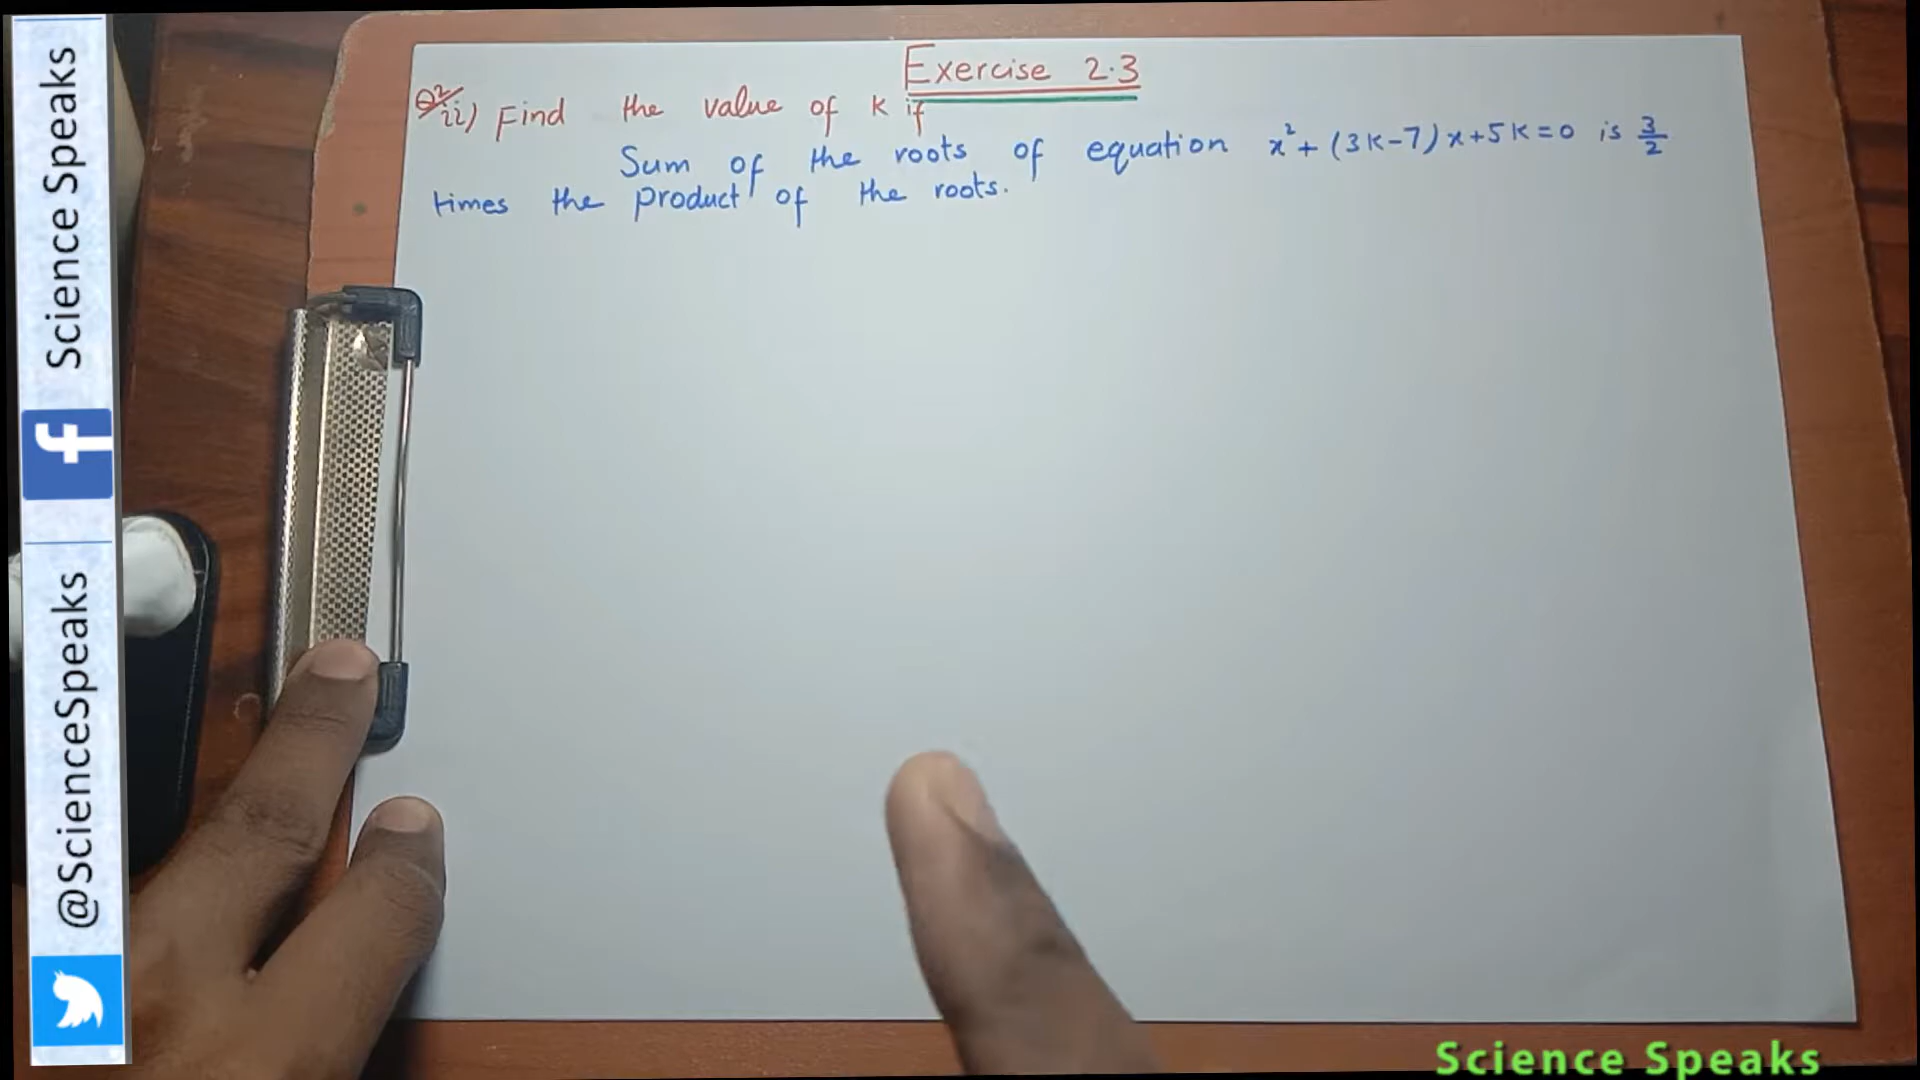 Exercise 2.3
Q2 ii) Find the value of k if
Sum of the roots of equation x² + (3k-7)x+5k=0 is 3/2
times the product of the roots.
Science Speaks
f
@ScienceSpeaks
Science Speaks